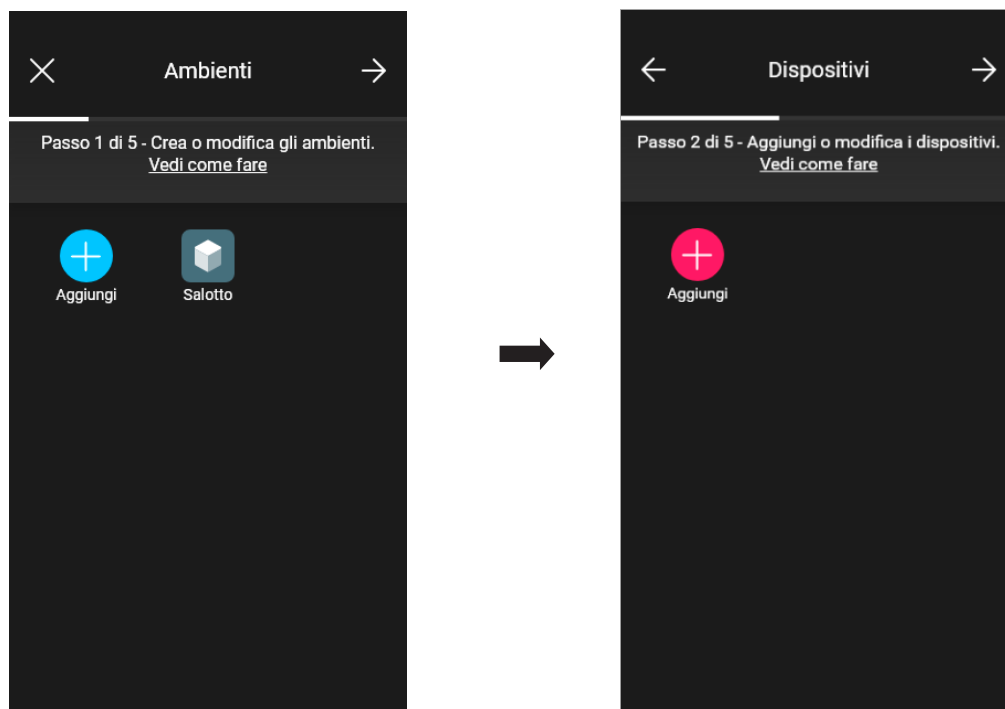 Ambienti
Passo 1 di 5 - Crea o modifica gli ambienti.
Vedi come fare
Aggiungi
Salotto
Dispositivi
Passo 2 di 5 - Aggiungi o modifica i dispositivi.
Vedi come fare
Aggiungi